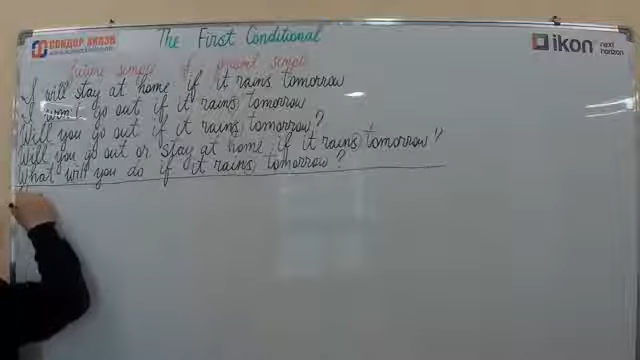 The First Conditional
ikon next horizon
future simple if present simple
I will stay at home if it rains tomorrow
I won't go out if it rains tomorrow
Will you go out if it rains tomorrow?
Will you go out or stay at home if it rains tomorrow?
What will you do if it rains tomorrow?